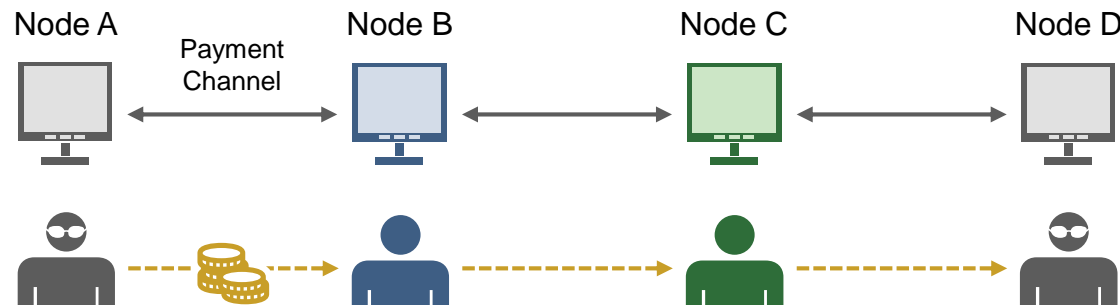 Node A
Node B
Node C
Node D
Payment
Channel